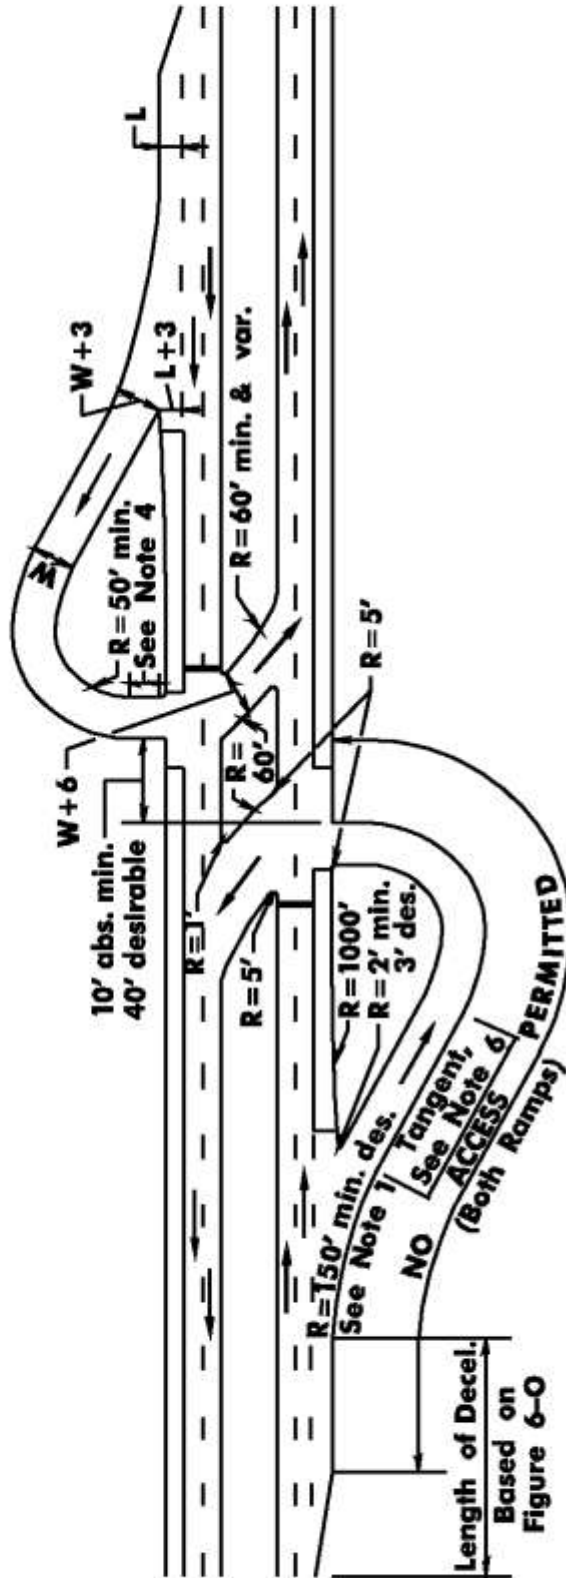 L
W+3
L+3
W
R=50' min.
See Note 4
R=60' min. & var.
W+6
R=
60'
R=5'
10' abs. min.
40' desirable
R=1'
R=5'
R=1000'
R=2' min.
3' des.
R=150' min. des.
See Note 1
Tangent,
See Note 6
NO ACCESS PERMITTED
(Both Ramps)
Length of Decel.
Based on
Figure 6-O